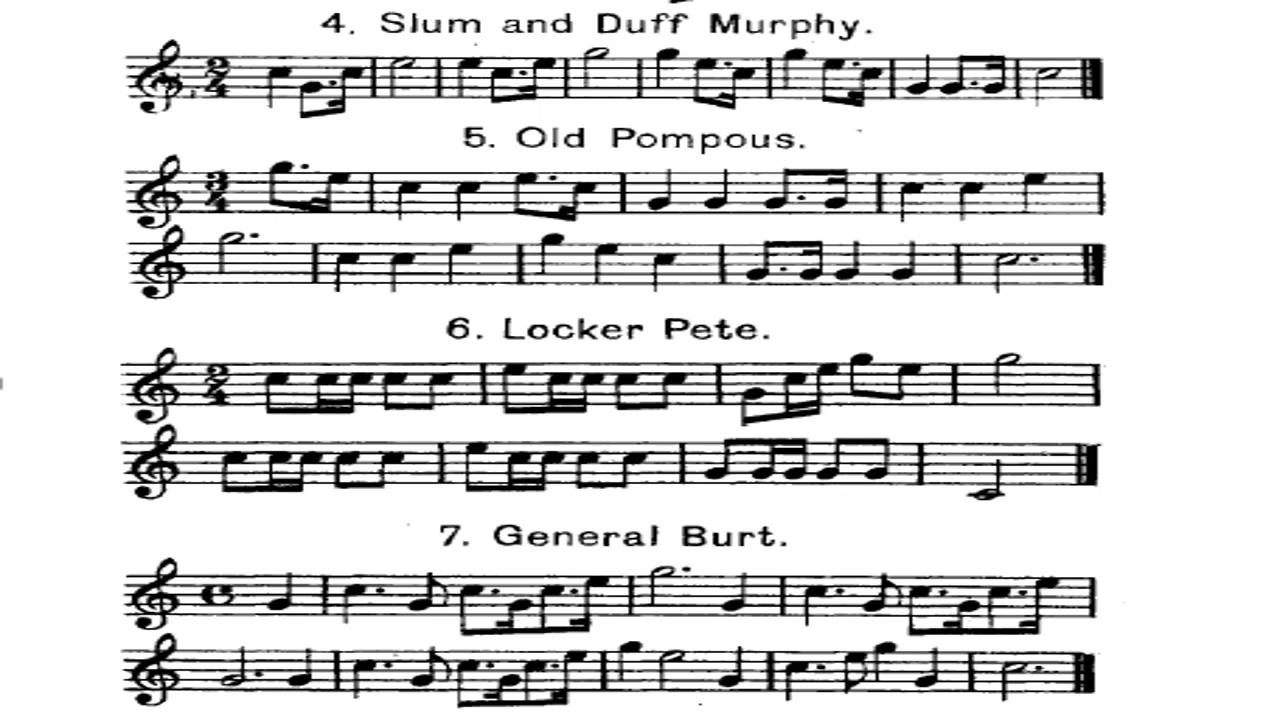 4. Slum and Duff Murphy.
5. Old Pompous.
6. Locker Pete.
7. General Burt.